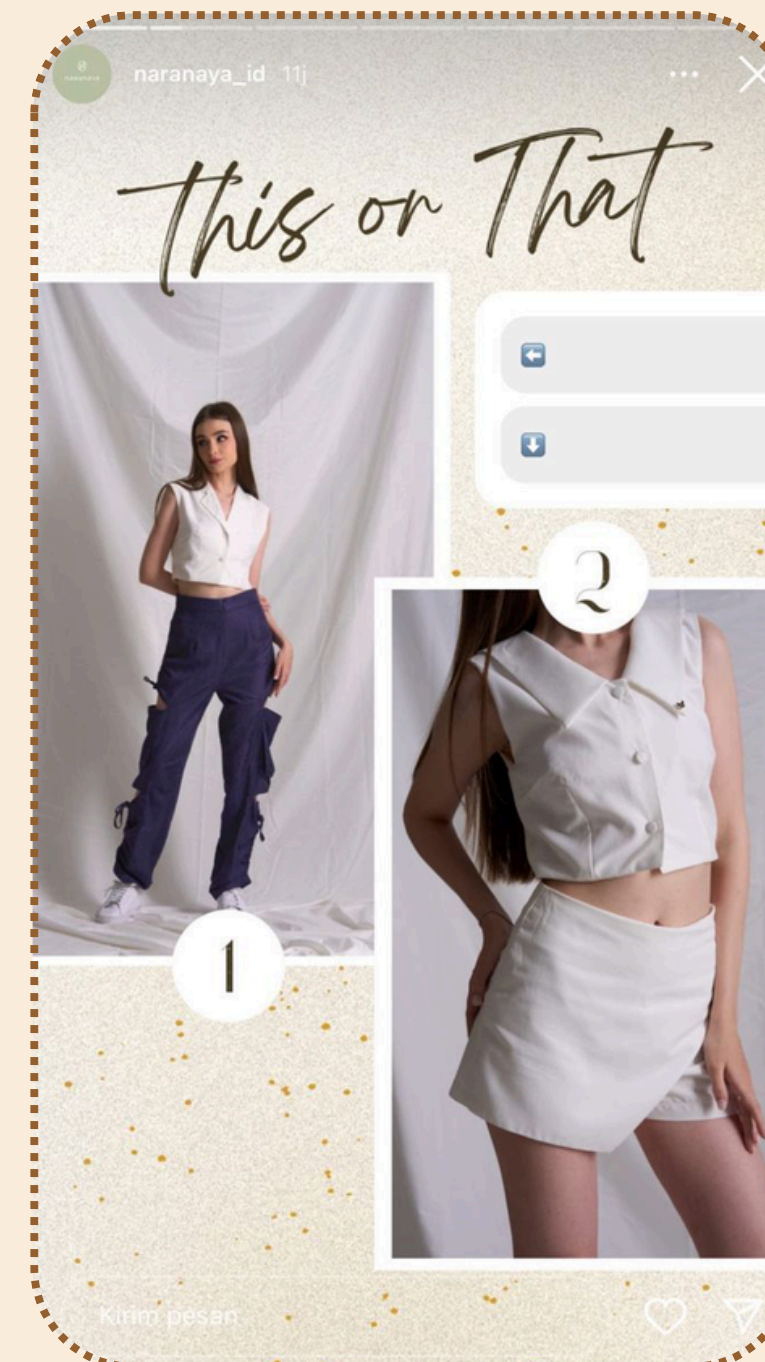 naranaya_id 11j
This or That
⬅️
⬇️
2
1
Kirim pesan